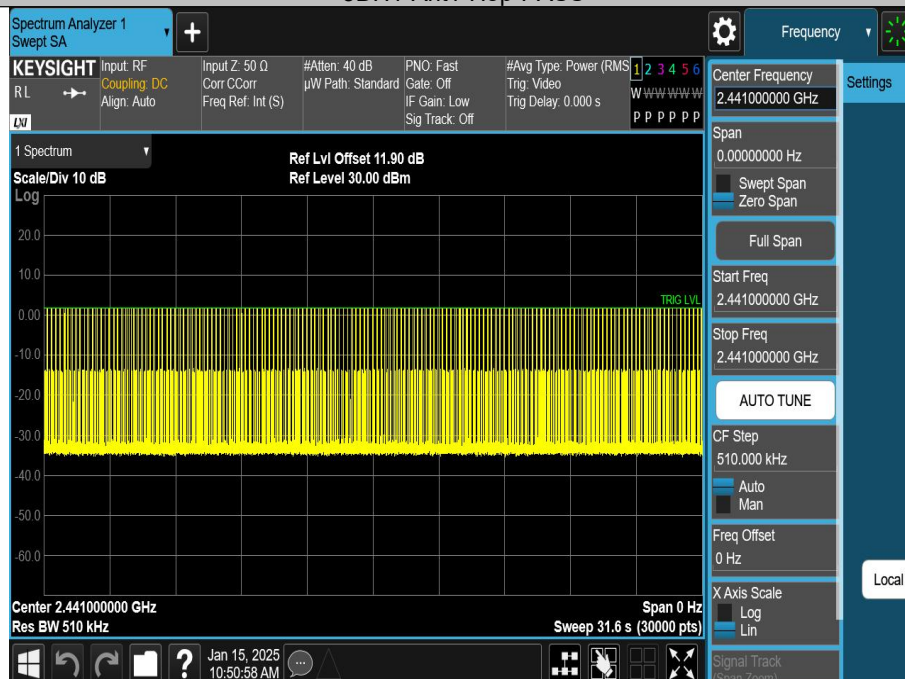 Spectrum Analyzer 1
Swept SA
Frequency
KEYSIGHT
RL
LXI
Input: RF
Coupling: DC
Align: Auto
Input Z: 50 Ω
Corr CCorr
Freq Ref: Int (S)
#Atten: 40 dB
µW Path: Standard
PNO: Fast
Gate: Off
IF Gain: Low
Sig Track: Off
#Avg Type: Power (RMS
Trig: Video
Trig Delay: 0.000 s
1 2 3 4 5 6
W W W W W W
P P P P P P
Center Frequency
2.441000000 GHz
Settings
Span
0.00000000 Hz
Swept Span
Zero Span
Full Span
Start Freq
2.441000000 GHz
Stop Freq
2.441000000 GHz
AUTO TUNE
CF Step
510.000 kHz
Auto
Man
Freq Offset
0 Hz
X Axis Scale
Log
Lin
Signal Track
(Span Zoom)
Local
1 Spectrum
Scale/Div 10 dB
Ref Lvl Offset 11.90 dB
Ref Level 30.00 dBm
Log
20.0
10.0
TRIG LVL
0.00
-10.0
-20.0
-30.0
-40.0
-50.0
-60.0
Center 2.441000000 GHz
Span 0 Hz
Res BW 510 kHz
Sweep 31.6 s (30000 pts)
?
Jan 15, 2025
10:50:58 AM